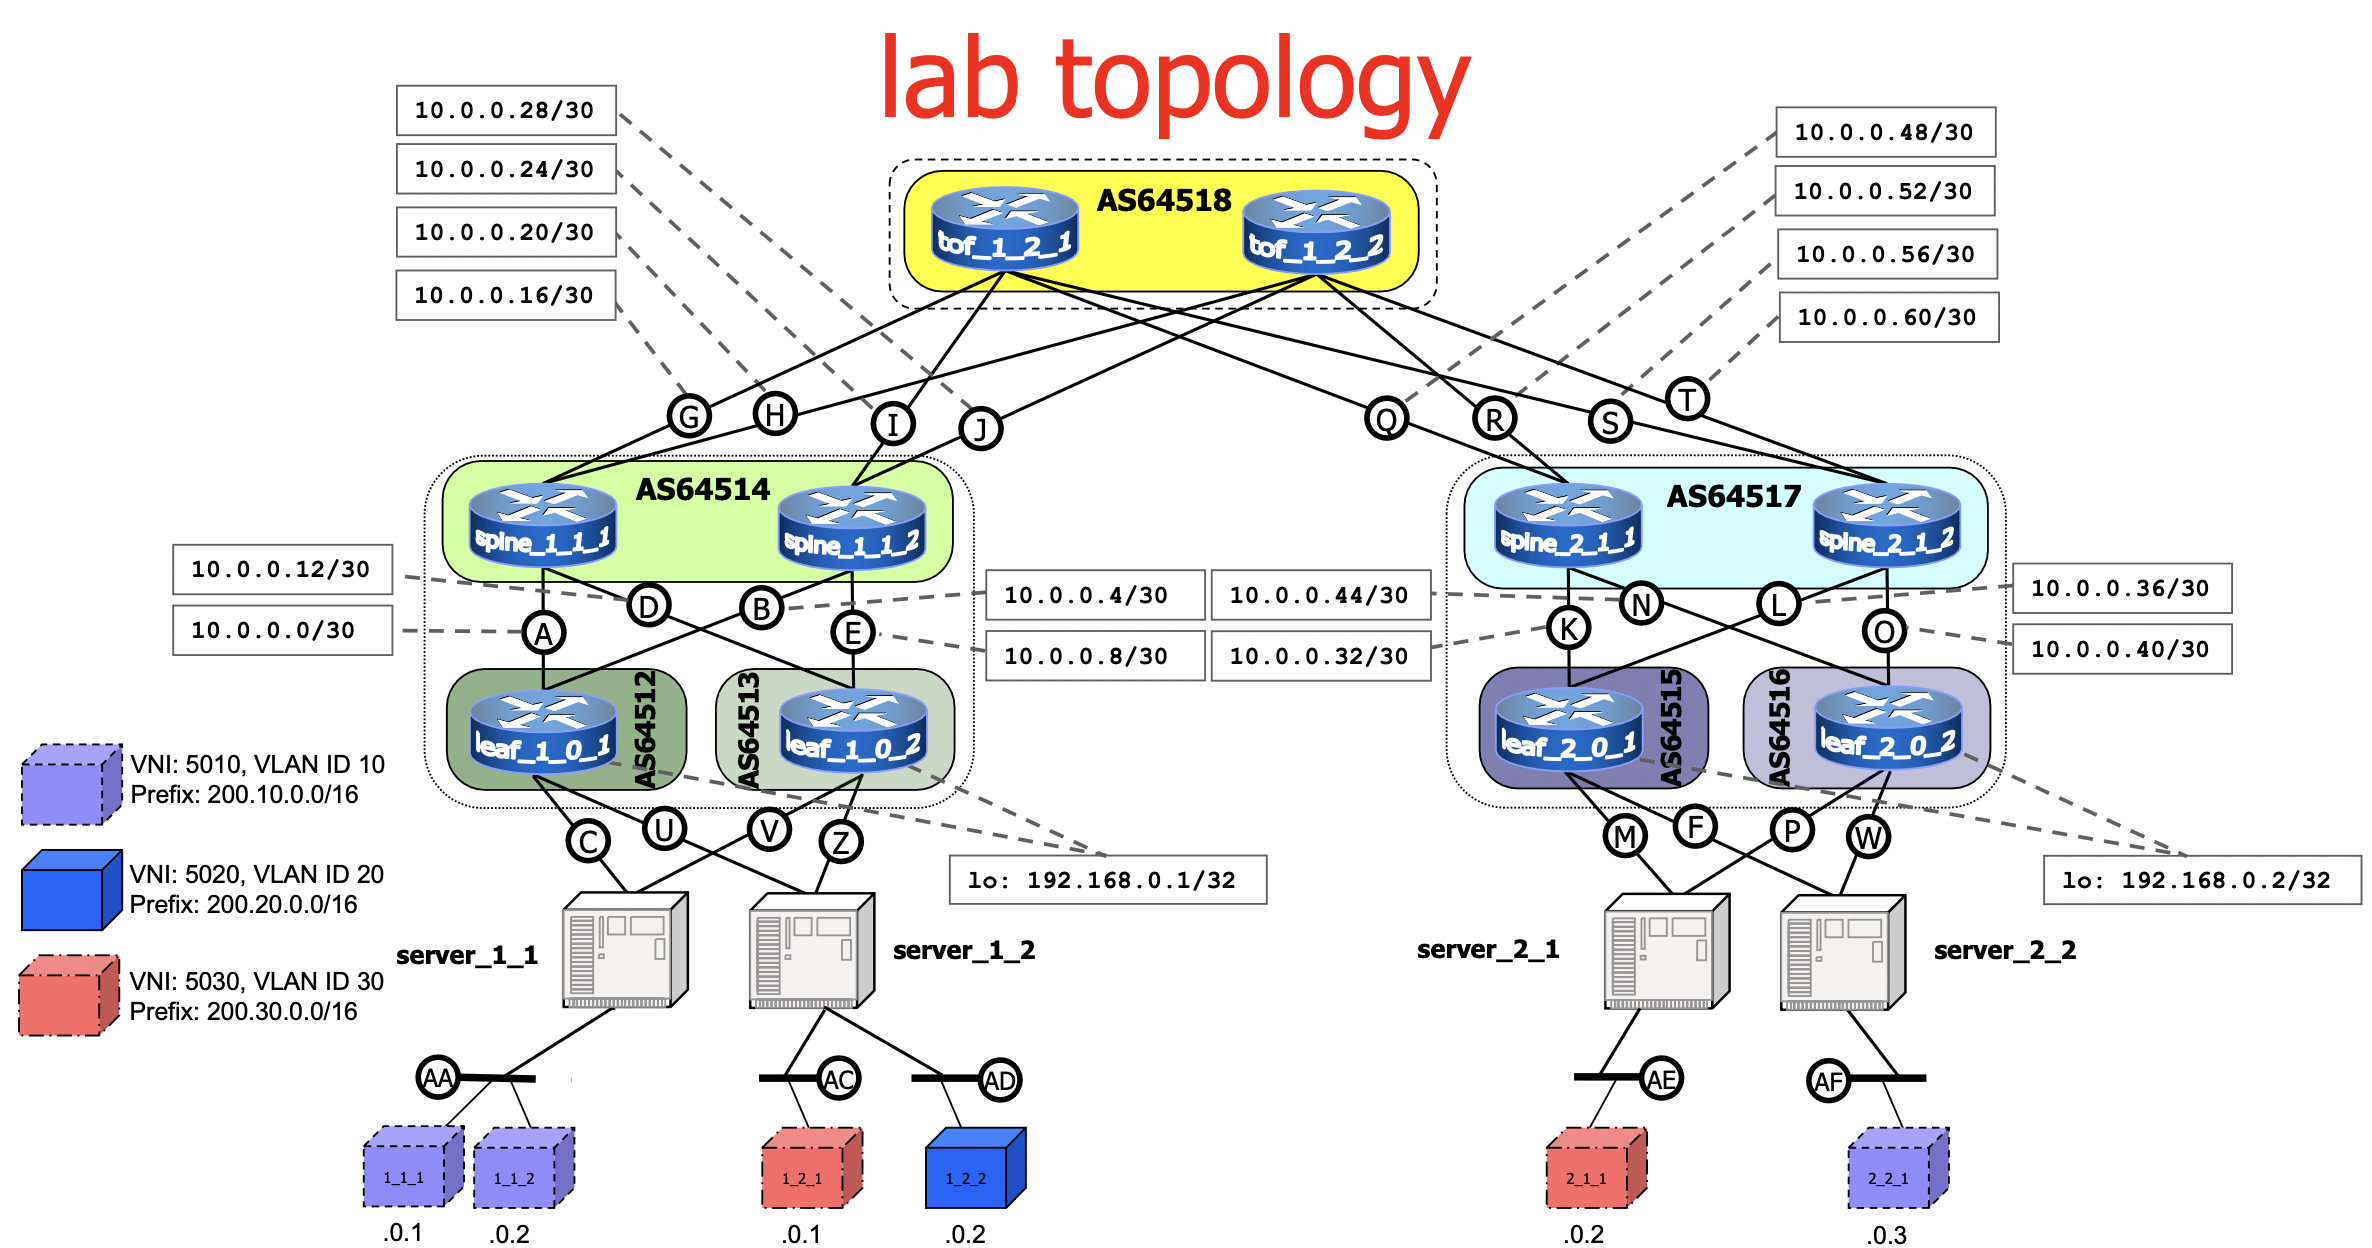 lab topology
10.0.0.28/30
10.0.0.24/30
10.0.0.20/30
10.0.0.16/30
10.0.0.48/30
10.0.0.52/30
10.0.0.56/30
10.0.0.60/30
AS64518
tof_1_2_1
tof_1_2_2
G
H
I
J
Q
R
S
T
AS64514
spine_1_1_1
spine_1_1_2
AS64517
spine_2_1_1
spine_2_1_2
10.0.0.12/30
10.0.0.0/30
D
B
A
E
10.0.0.4/30
10.0.0.8/30
10.0.0.44/30
10.0.0.32/30
N
L
K
O
10.0.0.36/30
10.0.0.40/30
leaf_1_0_1
AS64512
AS64513
leaf_1_0_2
leaf_2_0_1
AS64515
AS64516
leaf_2_0_2
VNI: 5010, VLAN ID 10
Prefix: 200.10.0.0/16
VNI: 5020, VLAN ID 20
Prefix: 200.20.0.0/16
VNI: 5030, VLAN ID 30
Prefix: 200.30.0.0/16
C
U
V
Z
M
F
P
W
lo: 192.168.0.1/32
lo: 192.168.0.2/32
server_1_1
server_1_2
server_2_1
server_2_2
AA
AC
AD
AE
AF
1_1_1
1_1_2
1_2_1
1_2_2
2_1_1
2_2_1
.0.1
.0.2
.0.1
.0.2
.0.2
.0.3